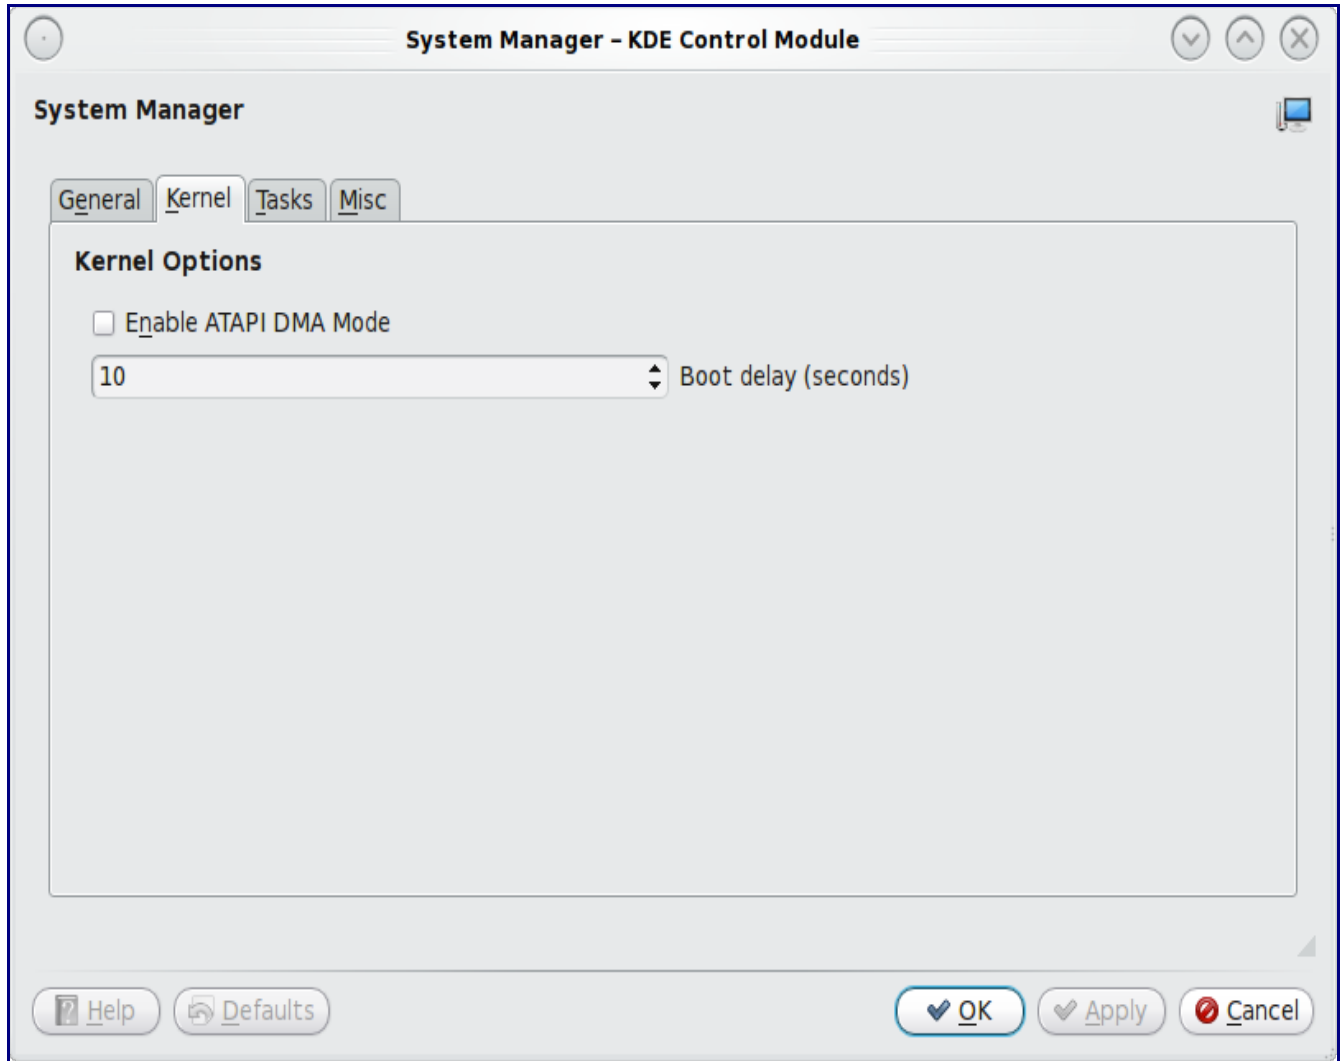 System Manager – KDE Control Module
System Manager
General Kernel Tasks Misc
Kernel Options
Enable ATAPI DMA Mode
10 Boot delay (seconds)
Help Defaults OK Apply Cancel